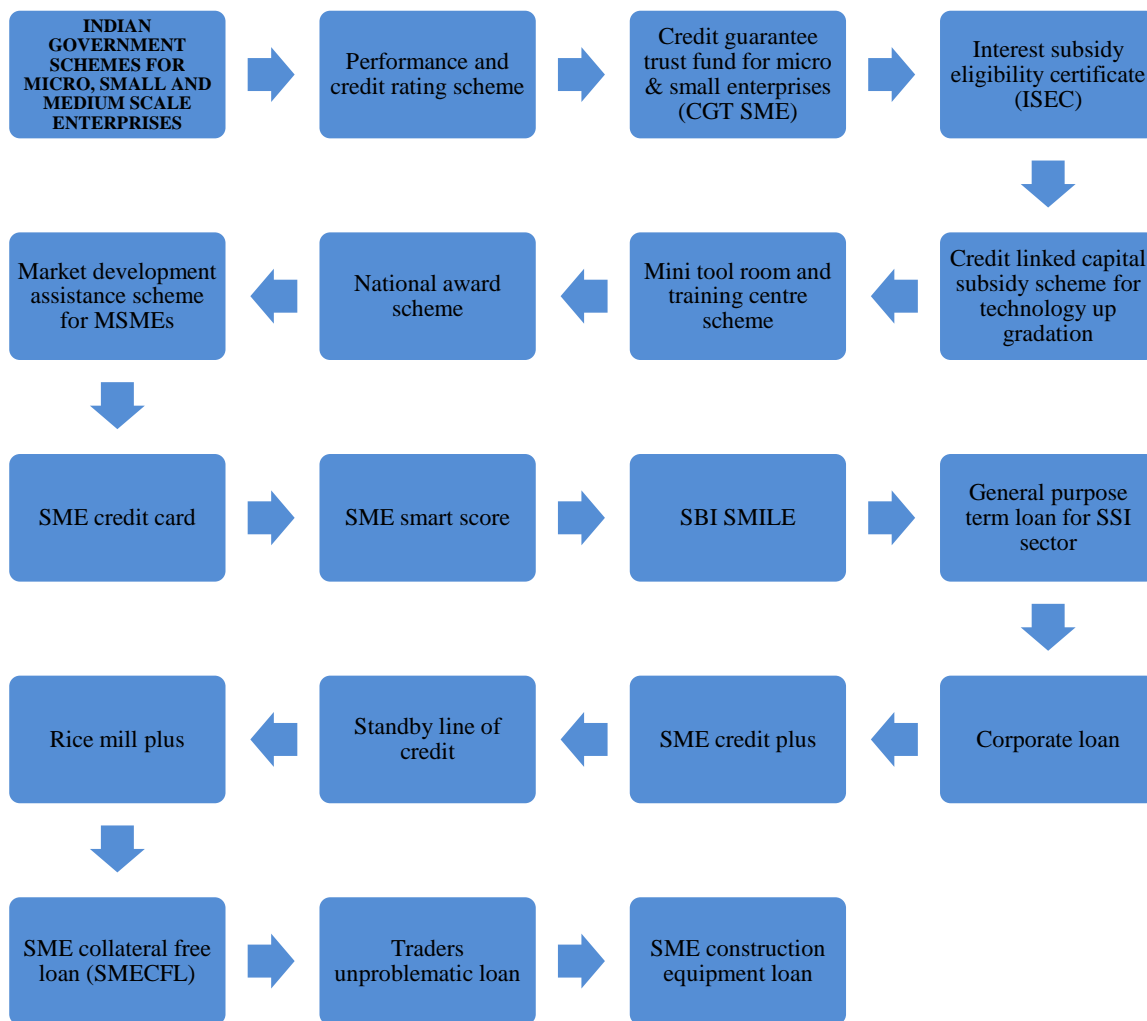 INDIAN
GOVERNMENT
SCHEMES FOR
MICRO, SMALL AND
MEDIUM SCALE
ENTERPRISES
Performance and
credit rating scheme
Credit guarantee
trust fund for micro
& small enterprises
(CGT SME)
Interest subsidy
eligibility certificate
(ISEC)
Credit linked capital
subsidy scheme for
technology up
gradation
Mini tool room and
training centre
scheme
National award
scheme
Market development
assistance scheme
for MSMEs
SME credit card
SME smart score
SBI SMILE
General purpose
term loan for SSI
sector
Corporate loan
SME credit plus
Standby line of
credit
Rice mill plus
SME collateral free
loan (SMECFL)
Traders
unproblematic loan
SME construction
equipment loan